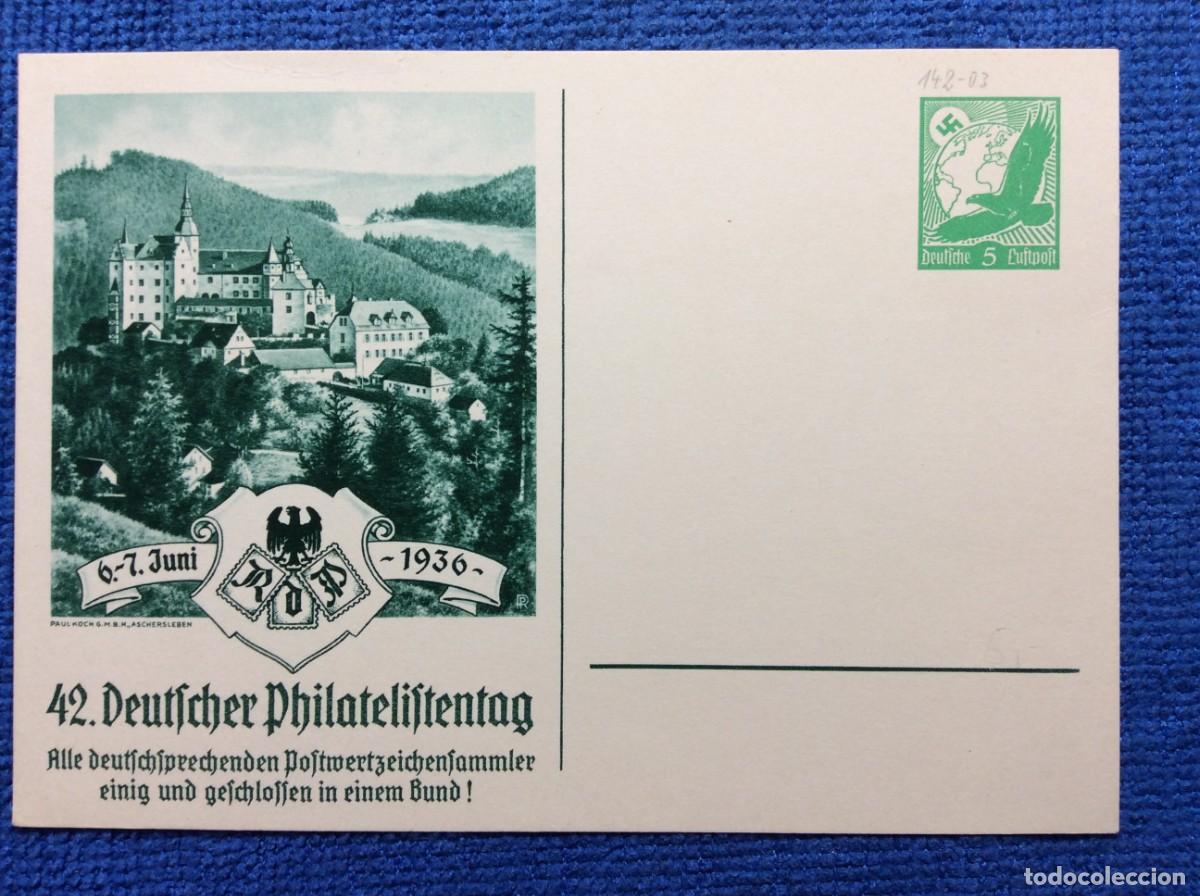 142-03
Deutsche 5 Luftpost
6.-7. Juni - 1936 -
R d P
PAUL KOCH G.M.B.H., ASCHERSLEBEN
42. Deutscher Philatelistentag
Alle deutschsprechenden Postwertzeichensammler
einig und geschlossen in einem Bund!
todocoleccion